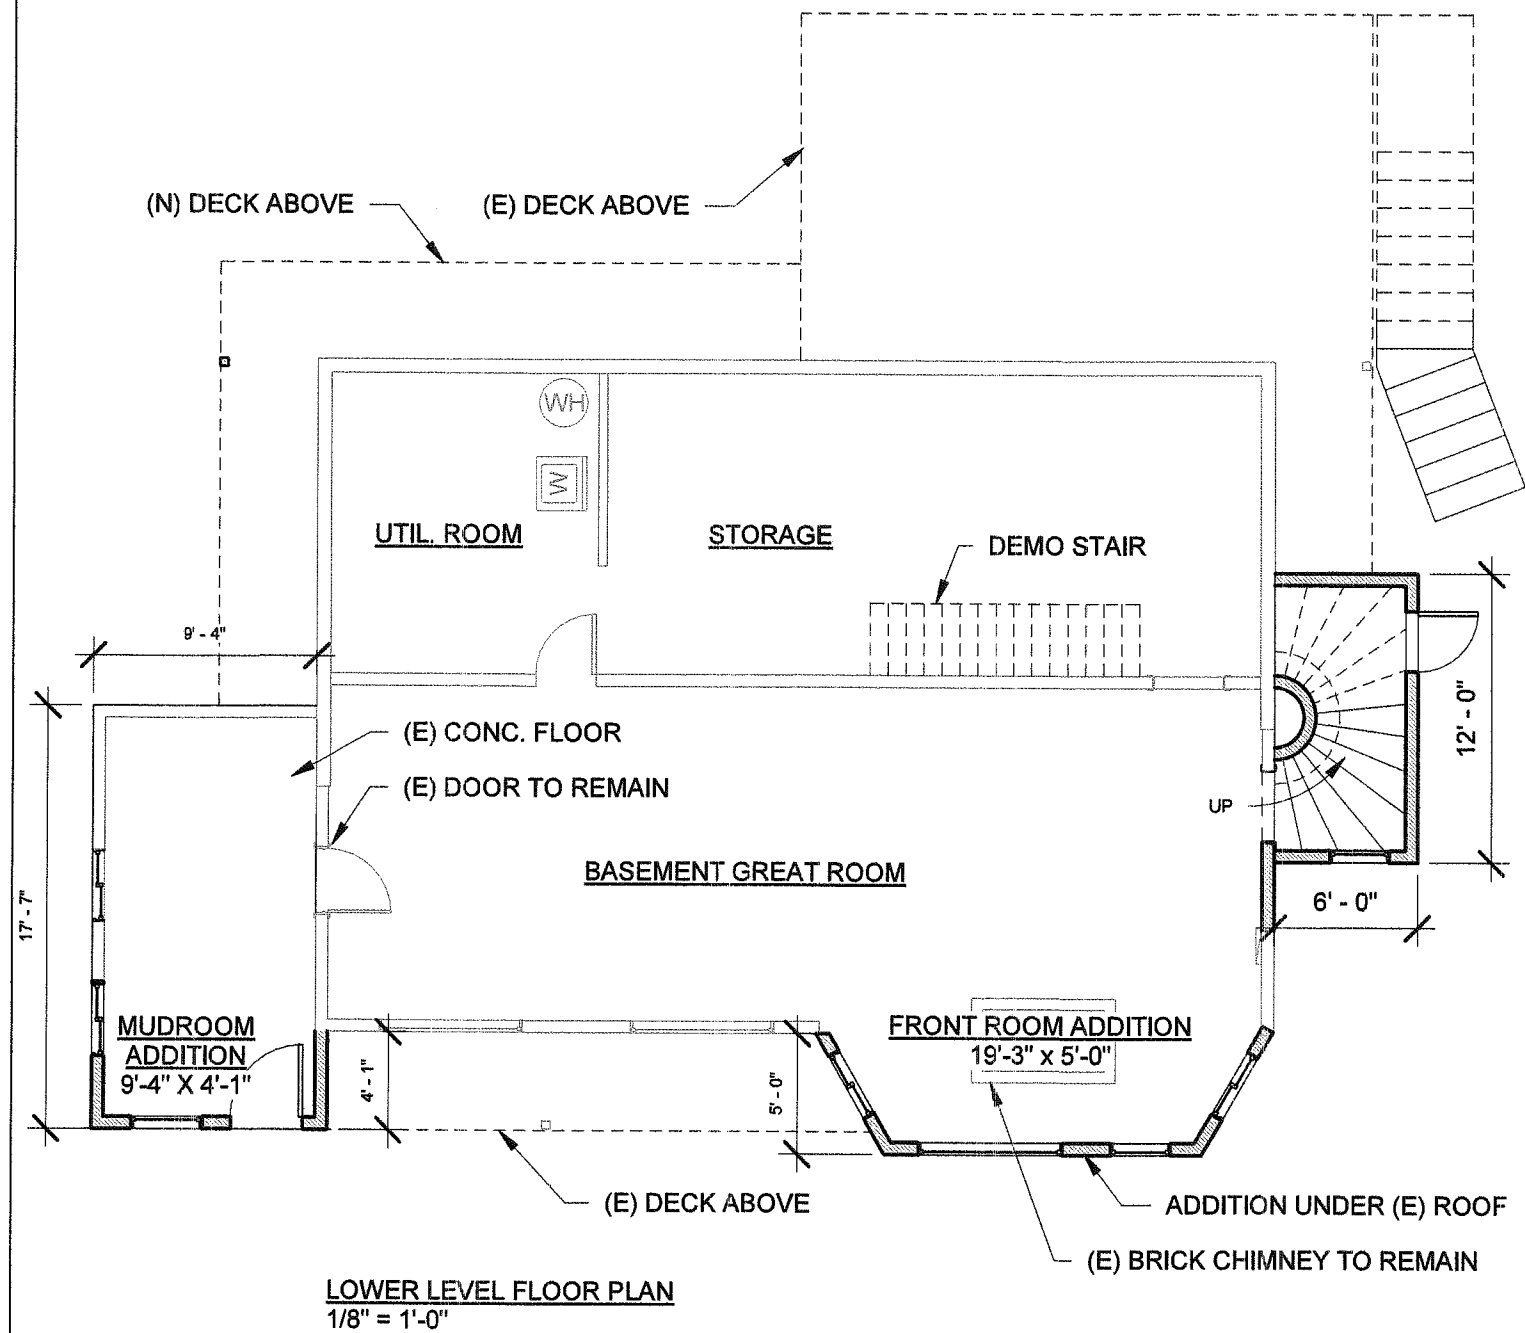 (N) DECK ABOVE
(E) DECK ABOVE
WH
W
UTIL. ROOM
STORAGE
DEMO STAIR
9' - 4"
(E) CONC. FLOOR
12' - 0"
(E) DOOR TO REMAIN
UP
BASEMENT GREAT ROOM
6' - 0"
17' - 7"
MUDROOM
ADDITION
9'-4" X 4'-1"
FRONT ROOM ADDITION
19'-3" x 5'-0"
4' - 1"
5' - 0"
(E) DECK ABOVE
ADDITION UNDER (E) ROOF
(E) BRICK CHIMNEY TO REMAIN
LOWER LEVEL FLOOR PLAN
1/8" = 1'-0"